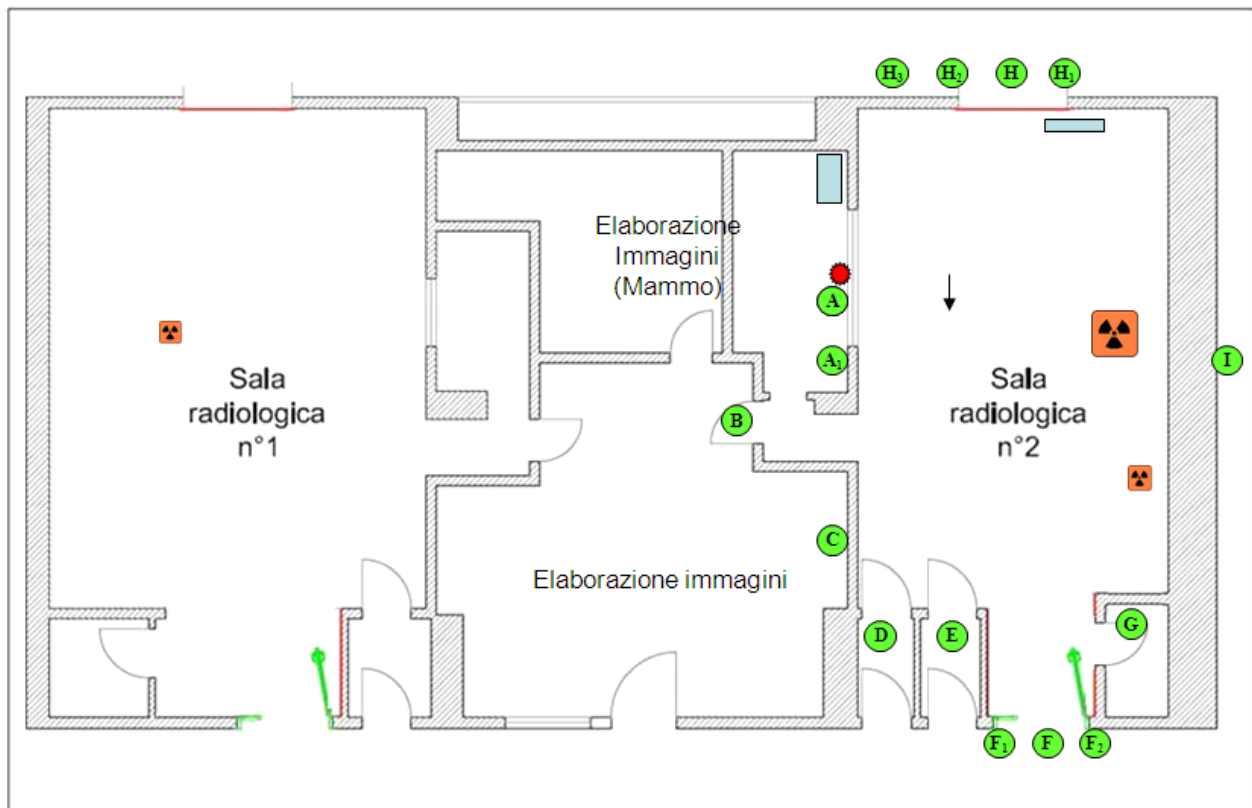 H3 H2 H H1
Elaborazione
Immagini
(Mammo)
A
A1
I
Sala
radiologica
n°1
Sala
radiologica
n°2
B
C
Elaborazione immagini
D E G
F1 F F2